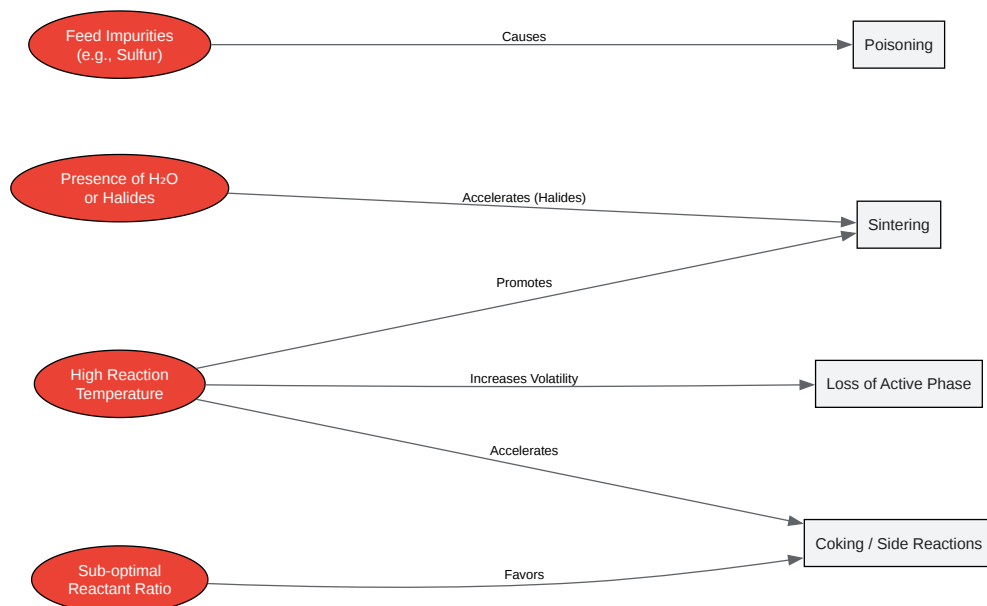 Feed Impurities
(e.g., Sulfur)
Causes
Poisoning
Presence of H₂O
or Halides
Accelerates (Halides)
Sintering
Promotes
High Reaction
Temperature
Increases Volatility
Loss of Active Phase
Accelerates
Coking / Side Reactions
Sub-optimal
Reactant Ratio
Favors